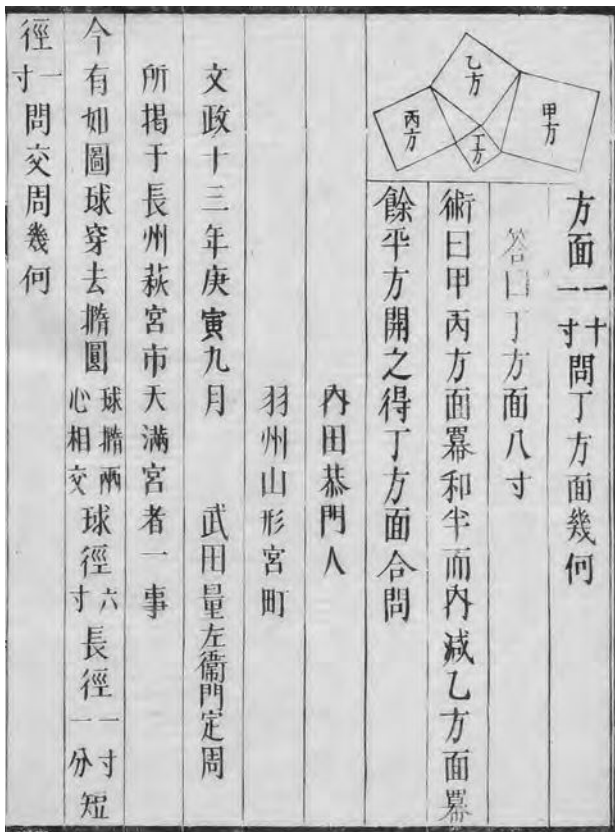 甲方
乙方
丙方
丁方
方面一十一寸問丁方面幾何
答曰丁方面八寸
術曰甲丙方面冪和半而內減乙方面冪
餘平方開之得丁方面合問
內田恭門人
羽州山形宮町
文政十三年庚寅九月 武田量左衞門定周
所揭于長州萩宮市天滿宮者一事
今有如圖球穿去撱圓球撱兩心相交球徑六寸長徑一寸一分短
徑一寸問交周幾何